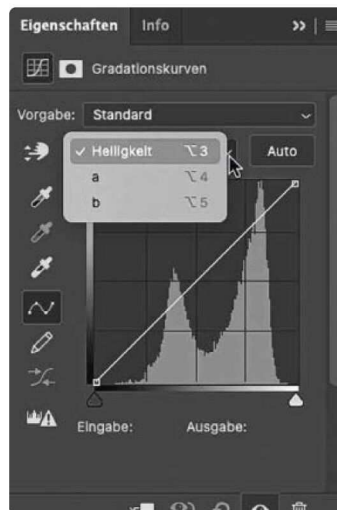 Eigenschaften Info
Gradationskurven
Vorgabe: Standard
✓ Helligkeit ⌥3
Auto
a ⌥4
b ⌥5
Eingabe: Ausgabe: